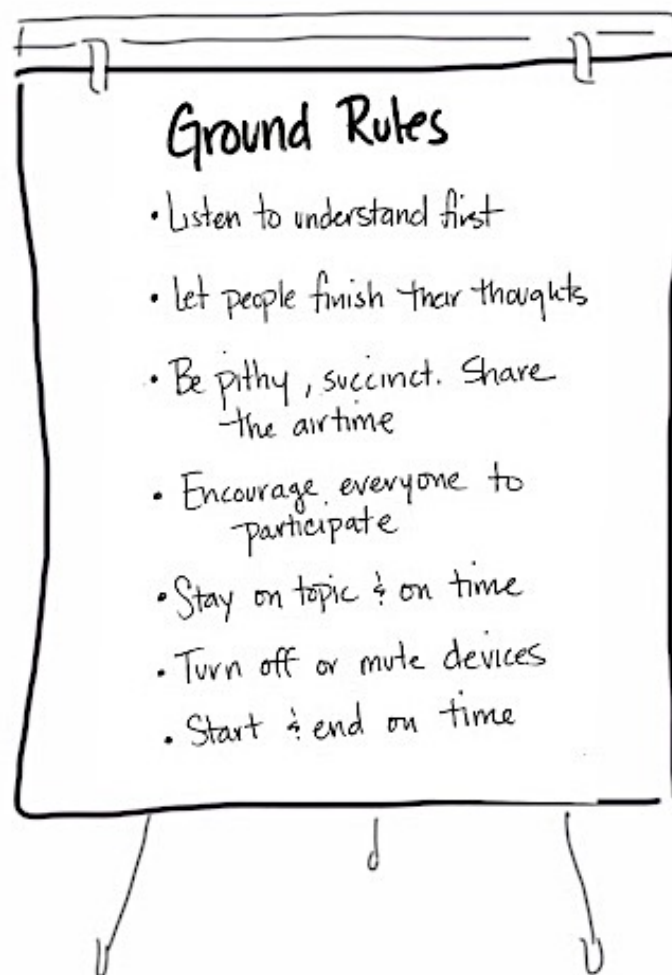 Ground Rules
• Listen to understand first
• Let people finish their thoughts
• Be pithy, succinct. Share
the airtime
• Encourage everyone to
participate
• Stay on topic & on time
• Turn off or mute devices
• Start & end on time